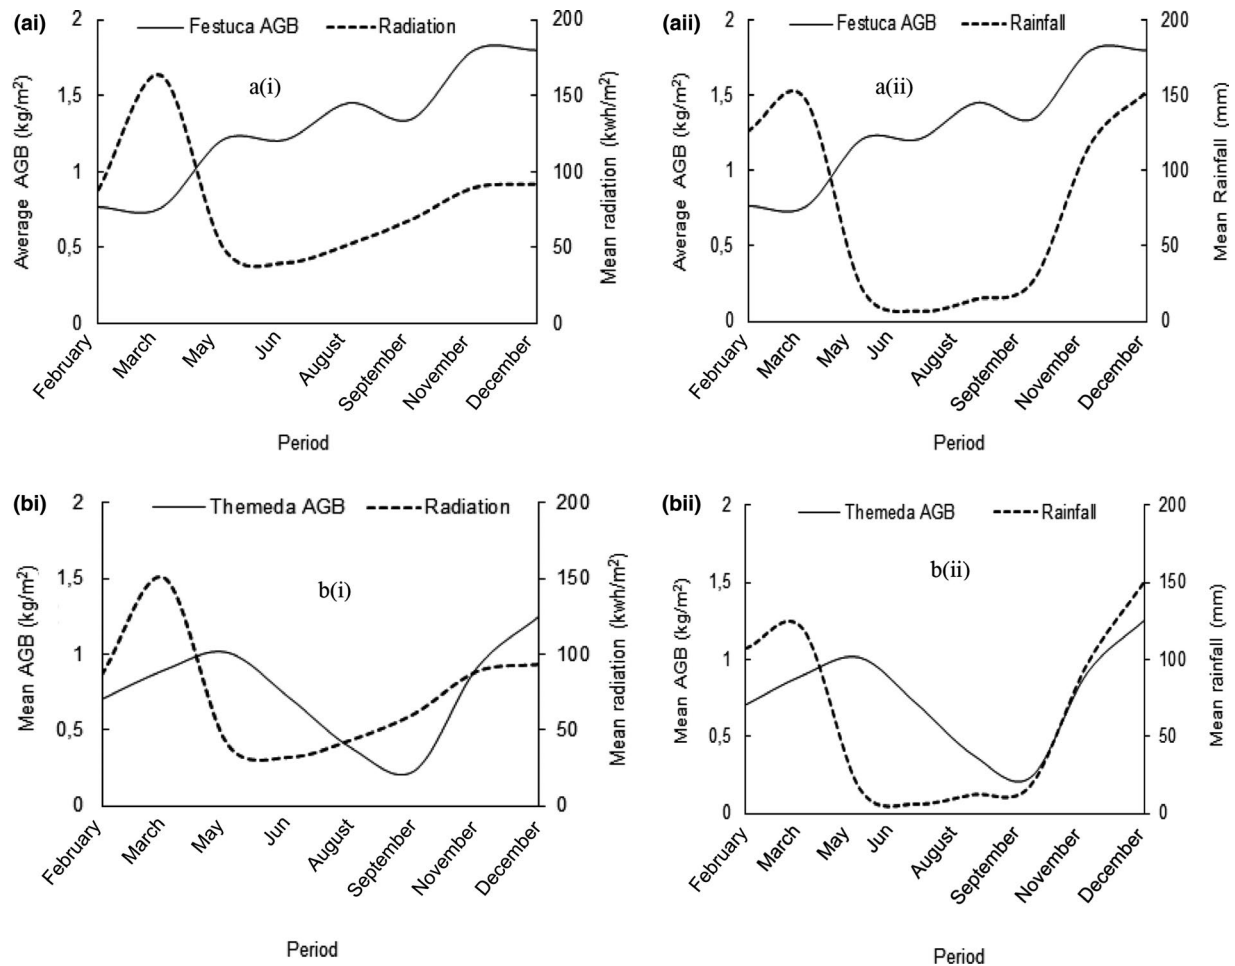 (ai)
Festuca AGB
Radiation
a(i)
2
1,5
1
0,5
0
Average AGB (kg/m²)
200
150
100
50
0
Mean radiation (kwh/m²)
February
March
May
Jun
August
September
November
December
Period
(aii)
Festuca AGB
Rainfall
a(ii)
2
1,5
1
0,5
0
Average AGB (kg/m²)
200
150
100
50
0
Mean Rainfall (mm)
February
March
May
Jun
August
September
November
December
Period
(bi)
Themeda AGB
Radiation
b(i)
2
1,5
1
0,5
0
Mean AGB (kg/m²)
200
150
100
50
0
Mean radiation (kwh/m²)
February
March
May
Jun
August
September
November
December
Period
(bii)
Themeda AGB
Rainfall
b(ii)
2
1,5
1
0,5
0
Mean AGB (kg/m²)
200
150
100
50
0
Mean rainfall (mm)
February
March
May
Jun
August
September
November
December
Period